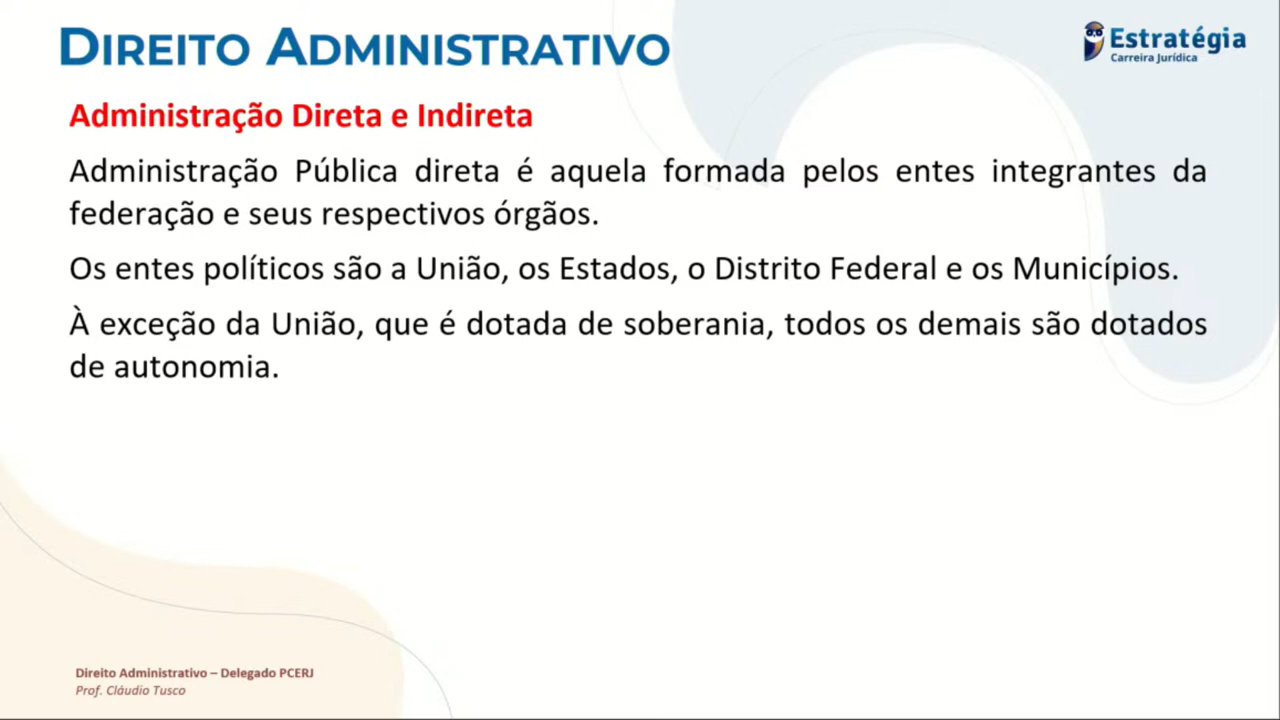 DIREITO ADMINISTRATIVO
Estratégia
Carreira Jurídica
Administração Direta e Indireta
Administração Pública direta é aquela formada pelos entes integrantes da
federação e seus respectivos órgãos.
Os entes políticos são a União, os Estados, o Distrito Federal e os Municípios.
À exceção da União, que é dotada de soberania, todos os demais são dotados
de autonomia.
Direito Administrativo – Delegado PCERJ
Prof. Cláudio Tusco